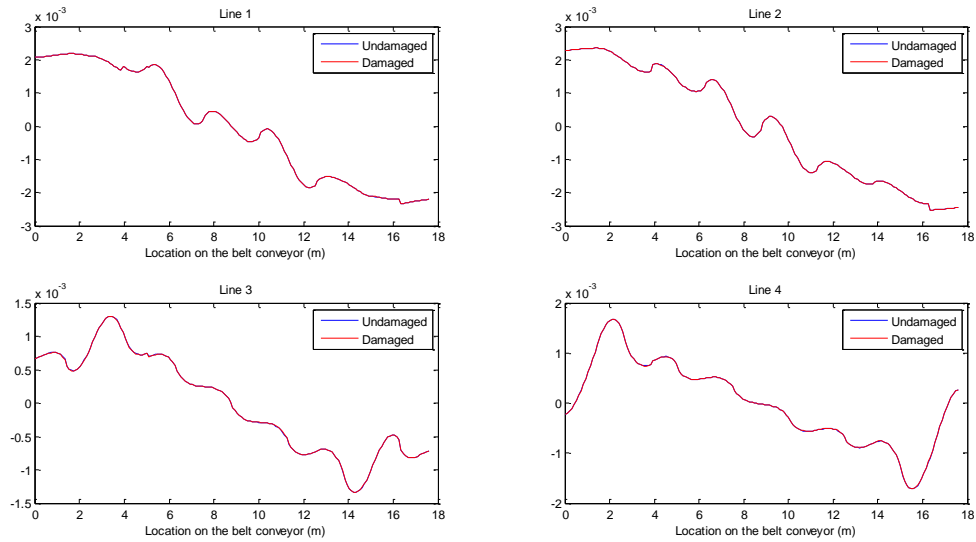 Line 1
x 10^-3
Undamaged
Damaged
3
2
1
0
-1
-2
-3
0 2 4 6 8 10 12 14 16 18
Location on the belt conveyor (m)
Line 2
x 10^-3
Undamaged
Damaged
3
2
1
0
-1
-2
-3
0 2 4 6 8 10 12 14 16 18
Location on the belt conveyor (m)
Line 3
x 10^-3
Undamaged
Damaged
1.5
1
0.5
0
-0.5
-1
-1.5
0 2 4 6 8 10 12 14 16 18
Location on the belt conveyor (m)
Line 4
x 10^-3
Undamaged
Damaged
2
1
0
-1
-2
0 2 4 6 8 10 12 14 16 18
Location on the belt conveyor (m)